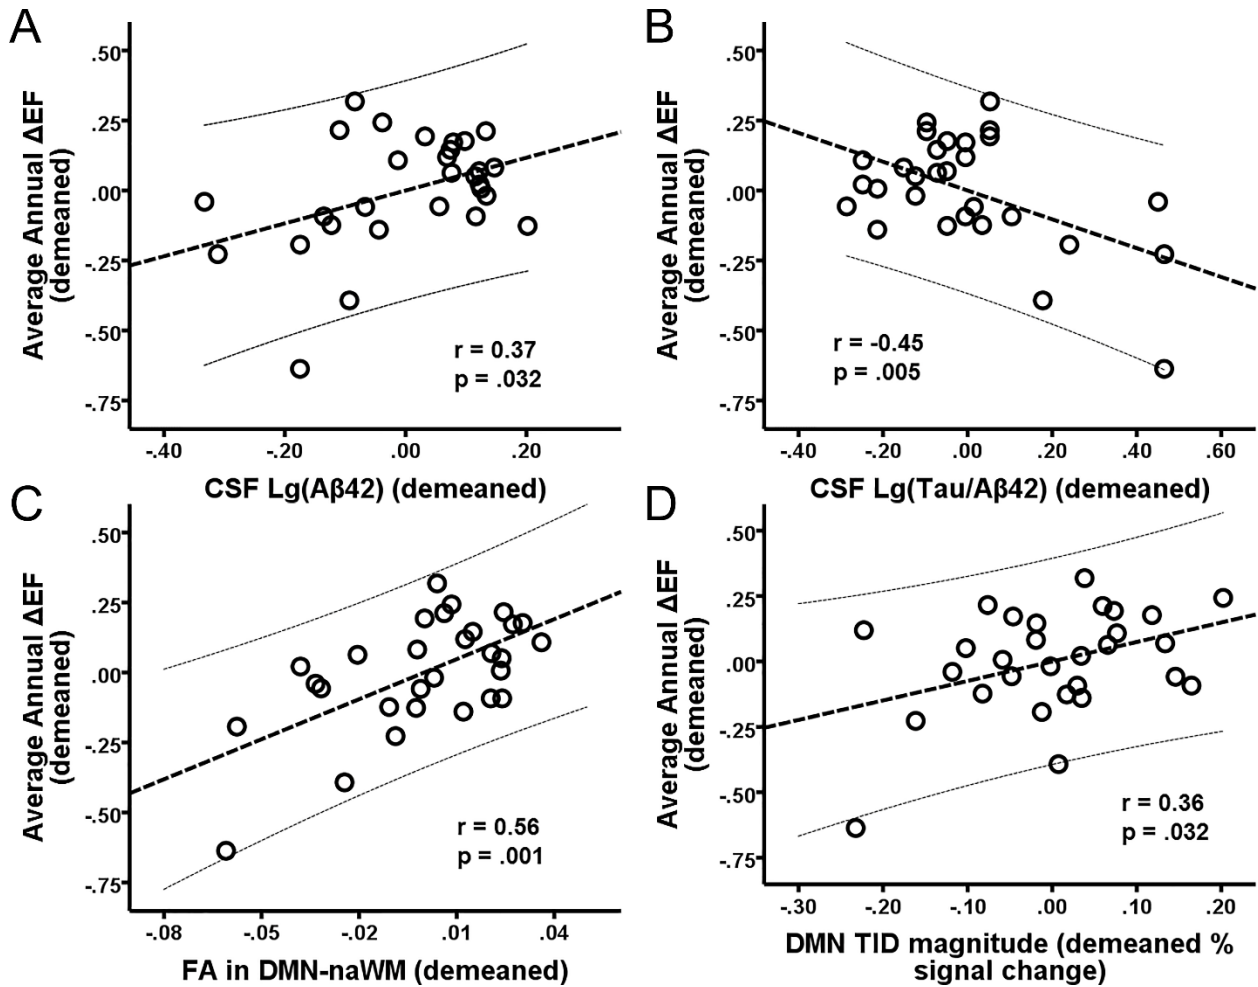 A
Average Annual ΔEF
(demeaned)
.50
.25
.00
-.25
-.50
-.75
r = 0.37
p = .032
-.40
-.20
.00
.20
CSF Lg(Aβ42) (demeaned)
B
Average Annual ΔEF
(demeaned)
.50
.25
.00
-.25
-.50
-.75
r = -0.45
p = .005
-.40
-.20
.00
.20
.40
.60
CSF Lg(Tau/Aβ42) (demeaned)
C
Average Annual ΔEF
(demeaned)
.50
.25
.00
-.25
-.50
-.75
r = 0.56
p = .001
-.08
-.05
-.02
.01
.04
FA in DMN-naWM (demeaned)
D
Average Annual ΔEF
(demeaned)
.50
.25
.00
-.25
-.50
-.75
r = 0.36
p = .032
-.30
-.20
-.10
.00
.10
.20
DMN TID magnitude (demeaned %
signal change)